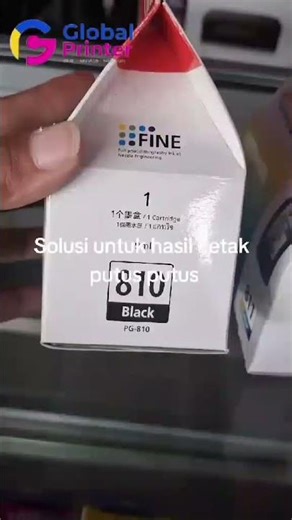 Global
Printer
FINE
1
1个墨盒 / 1 Cartridge
Solusi untuk hasil cetak
putus putus
810
Black
PG-810